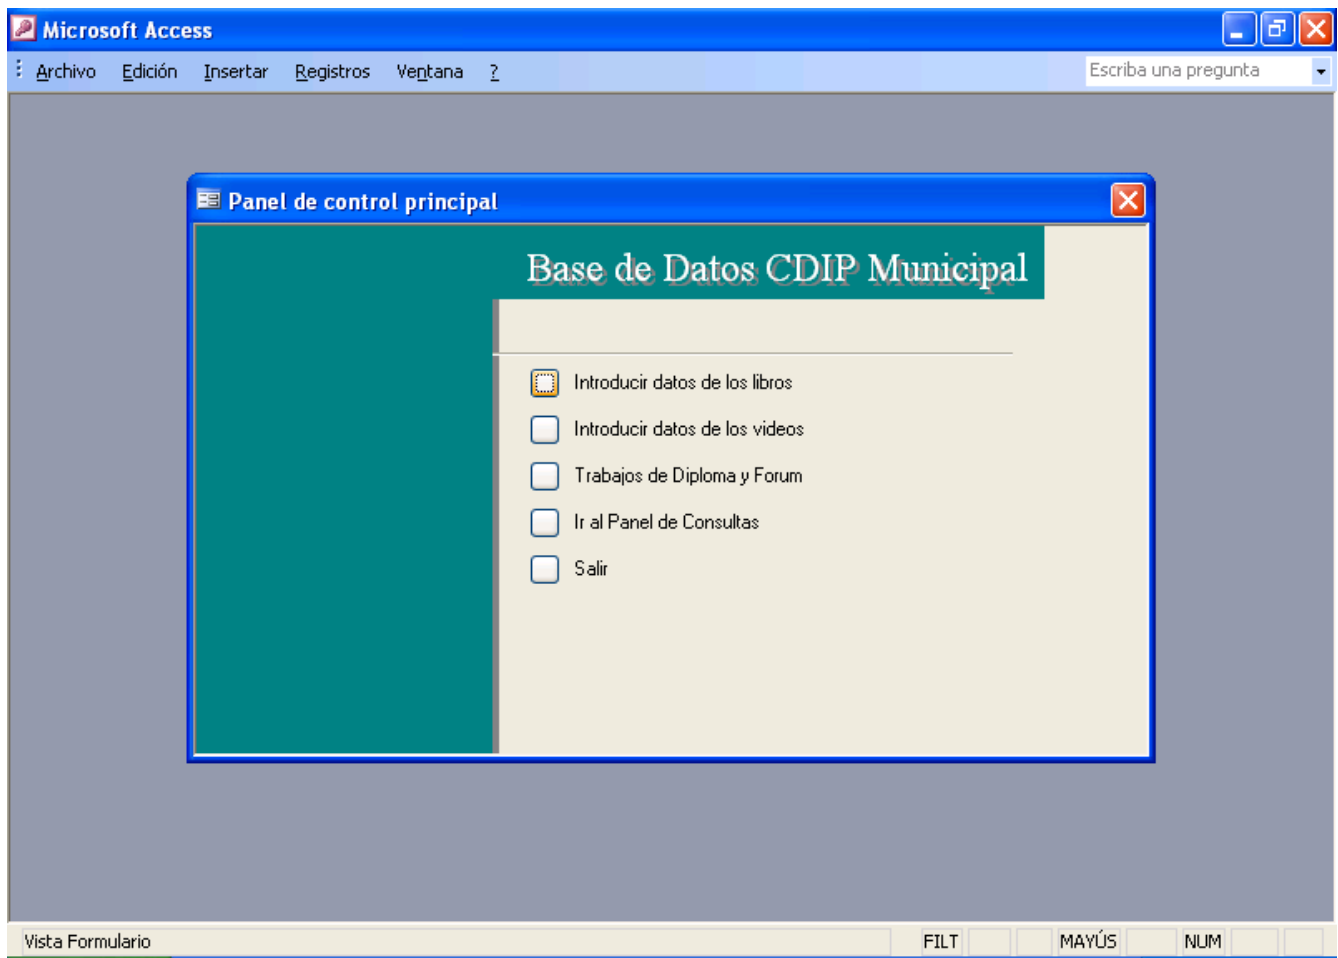 Microsoft Access
Archivo Edición Insertar Registros Ventana ? Escriba una pregunta
Panel de control principal
Base de Datos CDIP Municipal
Introducir datos de los libros
Introducir datos de los videos
Trabajos de Diploma y Forum
Ir al Panel de Consultas
Salir
Vista Formulario FILT MAYÚS NUM